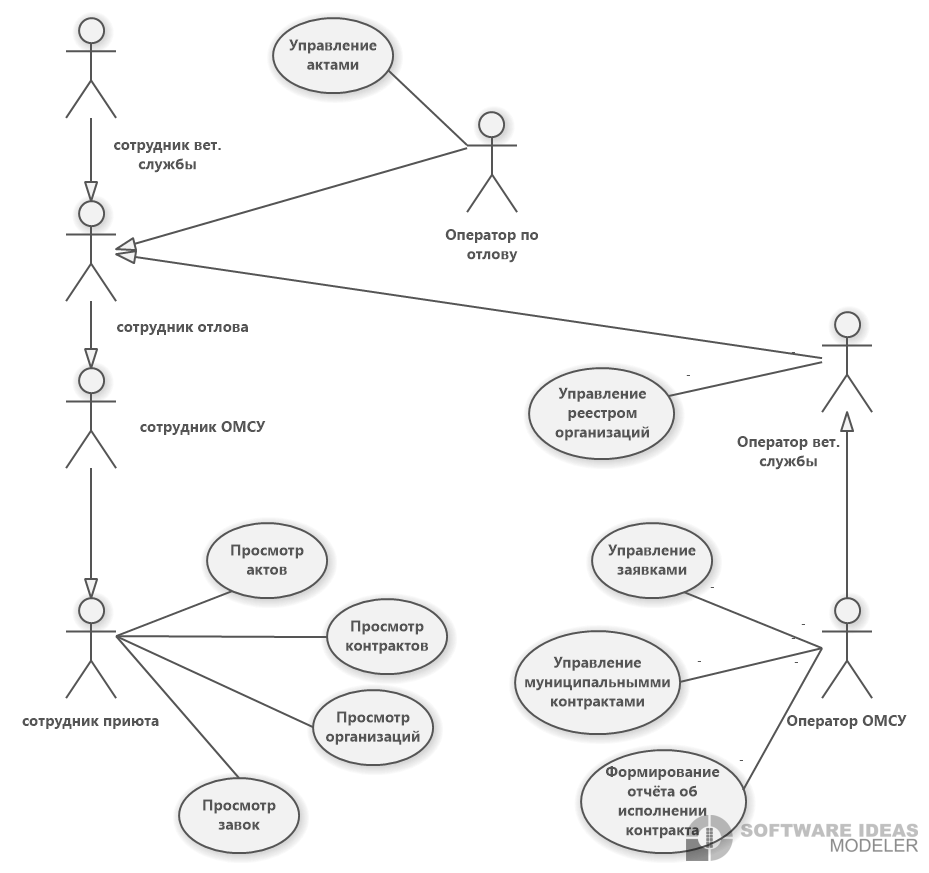 Управление
актами
сотрудник вет.
службы
Оператор по
отлову
сотрудник отлова
Управление
реестром
организаций
сотрудник ОМСУ
Оператор вет.
службы
Просмотр
актов
Управление
заявками
Просмотр
контрактов
Управление
муниципальнымми
контрактами
сотрудник приюта
Просмотр
организаций
Оператор ОМСУ
Просмотр
завок
Формирование
отчёта об
исполнении
контракта
SOFTWARE IDEAS
MODELER